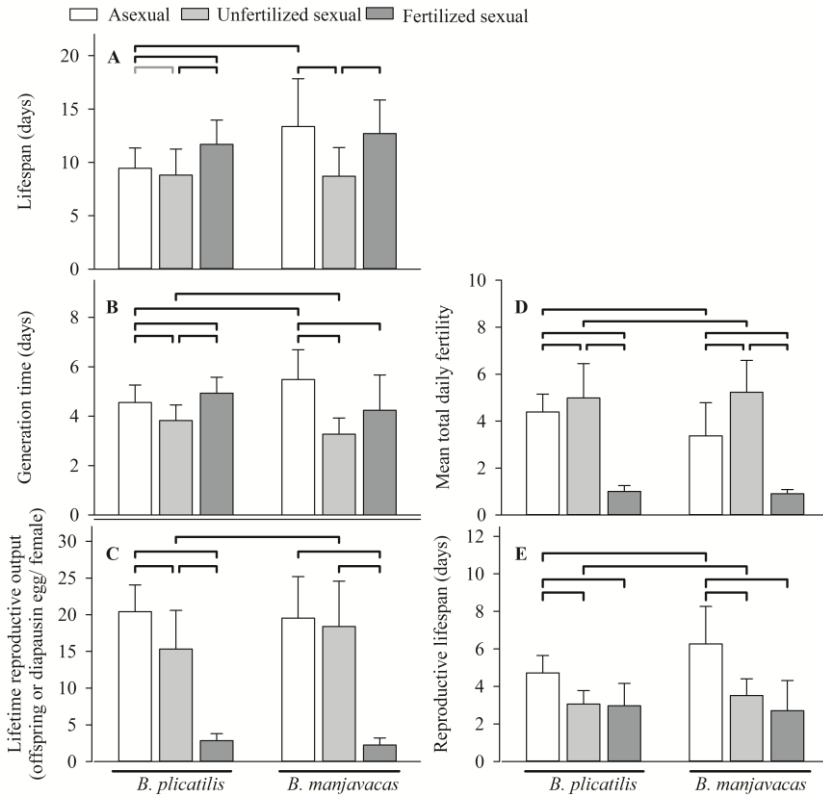 Asexual Unfertilized sexual Fertilized sexual
A
20
15
10
5
0
Lifespan (days)
B
8
6
4
2
0
Generation time (days)
C
30
25
20
15
10
5
0
Lifetime reproductive output
(offspring or diapausin egg/ female)
B. plicatilis B. manjavacas
D
10
8
6
4
2
0
Mean total daily fertility
E
12
10
8
6
4
2
0
Reproductive lifespan (days)
B. plicatilis B. manjavacas